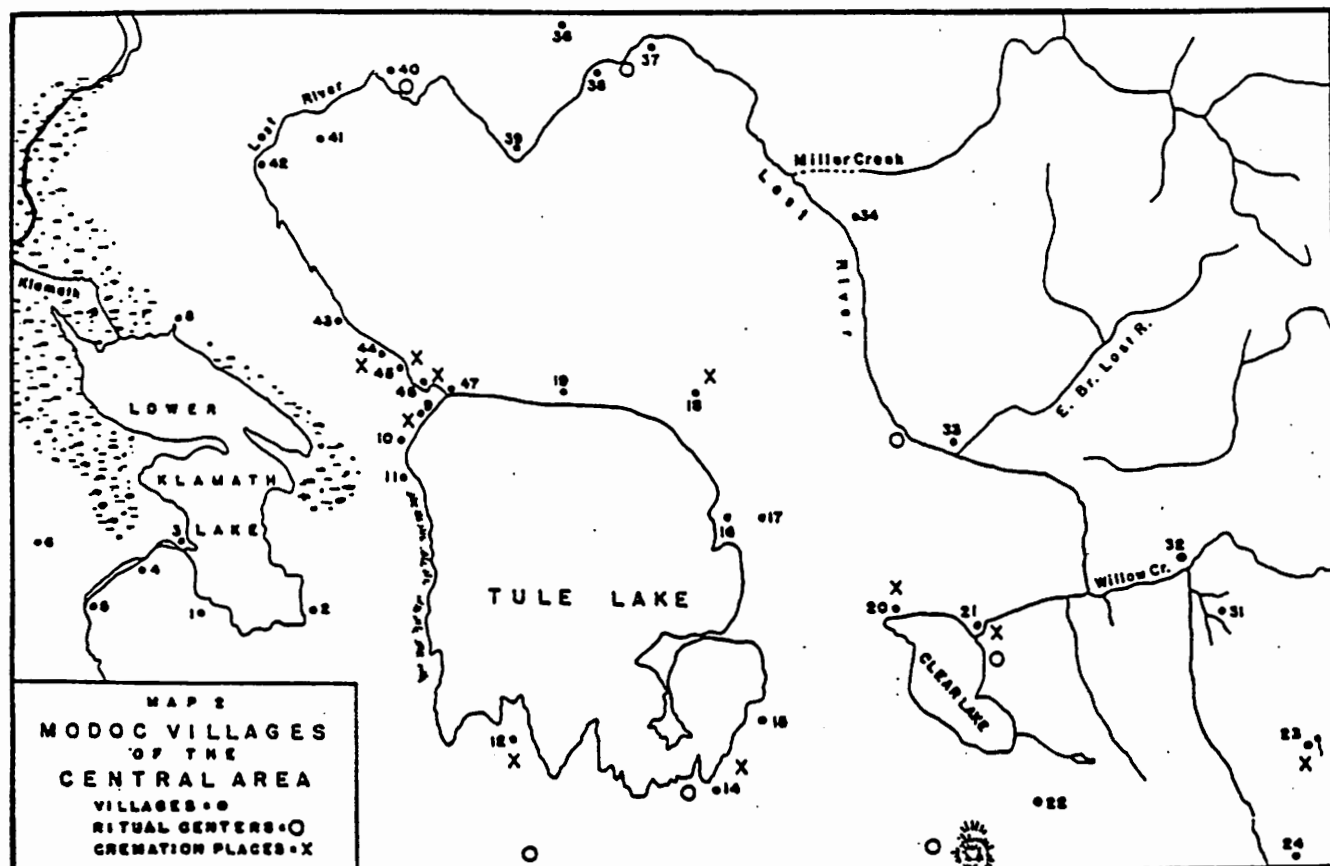 36
37
38
40
River
Lost
41
39
42
Miller Creek
Lost
34
River
Klamath
R.
8
43
44
45
46
47
19
18
9
10
11
LOWER
KLAMATH
LAKE
E. Br. Lost R.
33
16
17
6
3
4
5
1
2
TULE LAKE
32
Willow Cr.
20
21
31
CLEAR LAKE
15
12
14
22
23
24
MAP 2
MODOC VILLAGES
OF THE
CENTRAL AREA
VILLAGES =
RITUAL CENTERS =
CREMATION PLACES = X